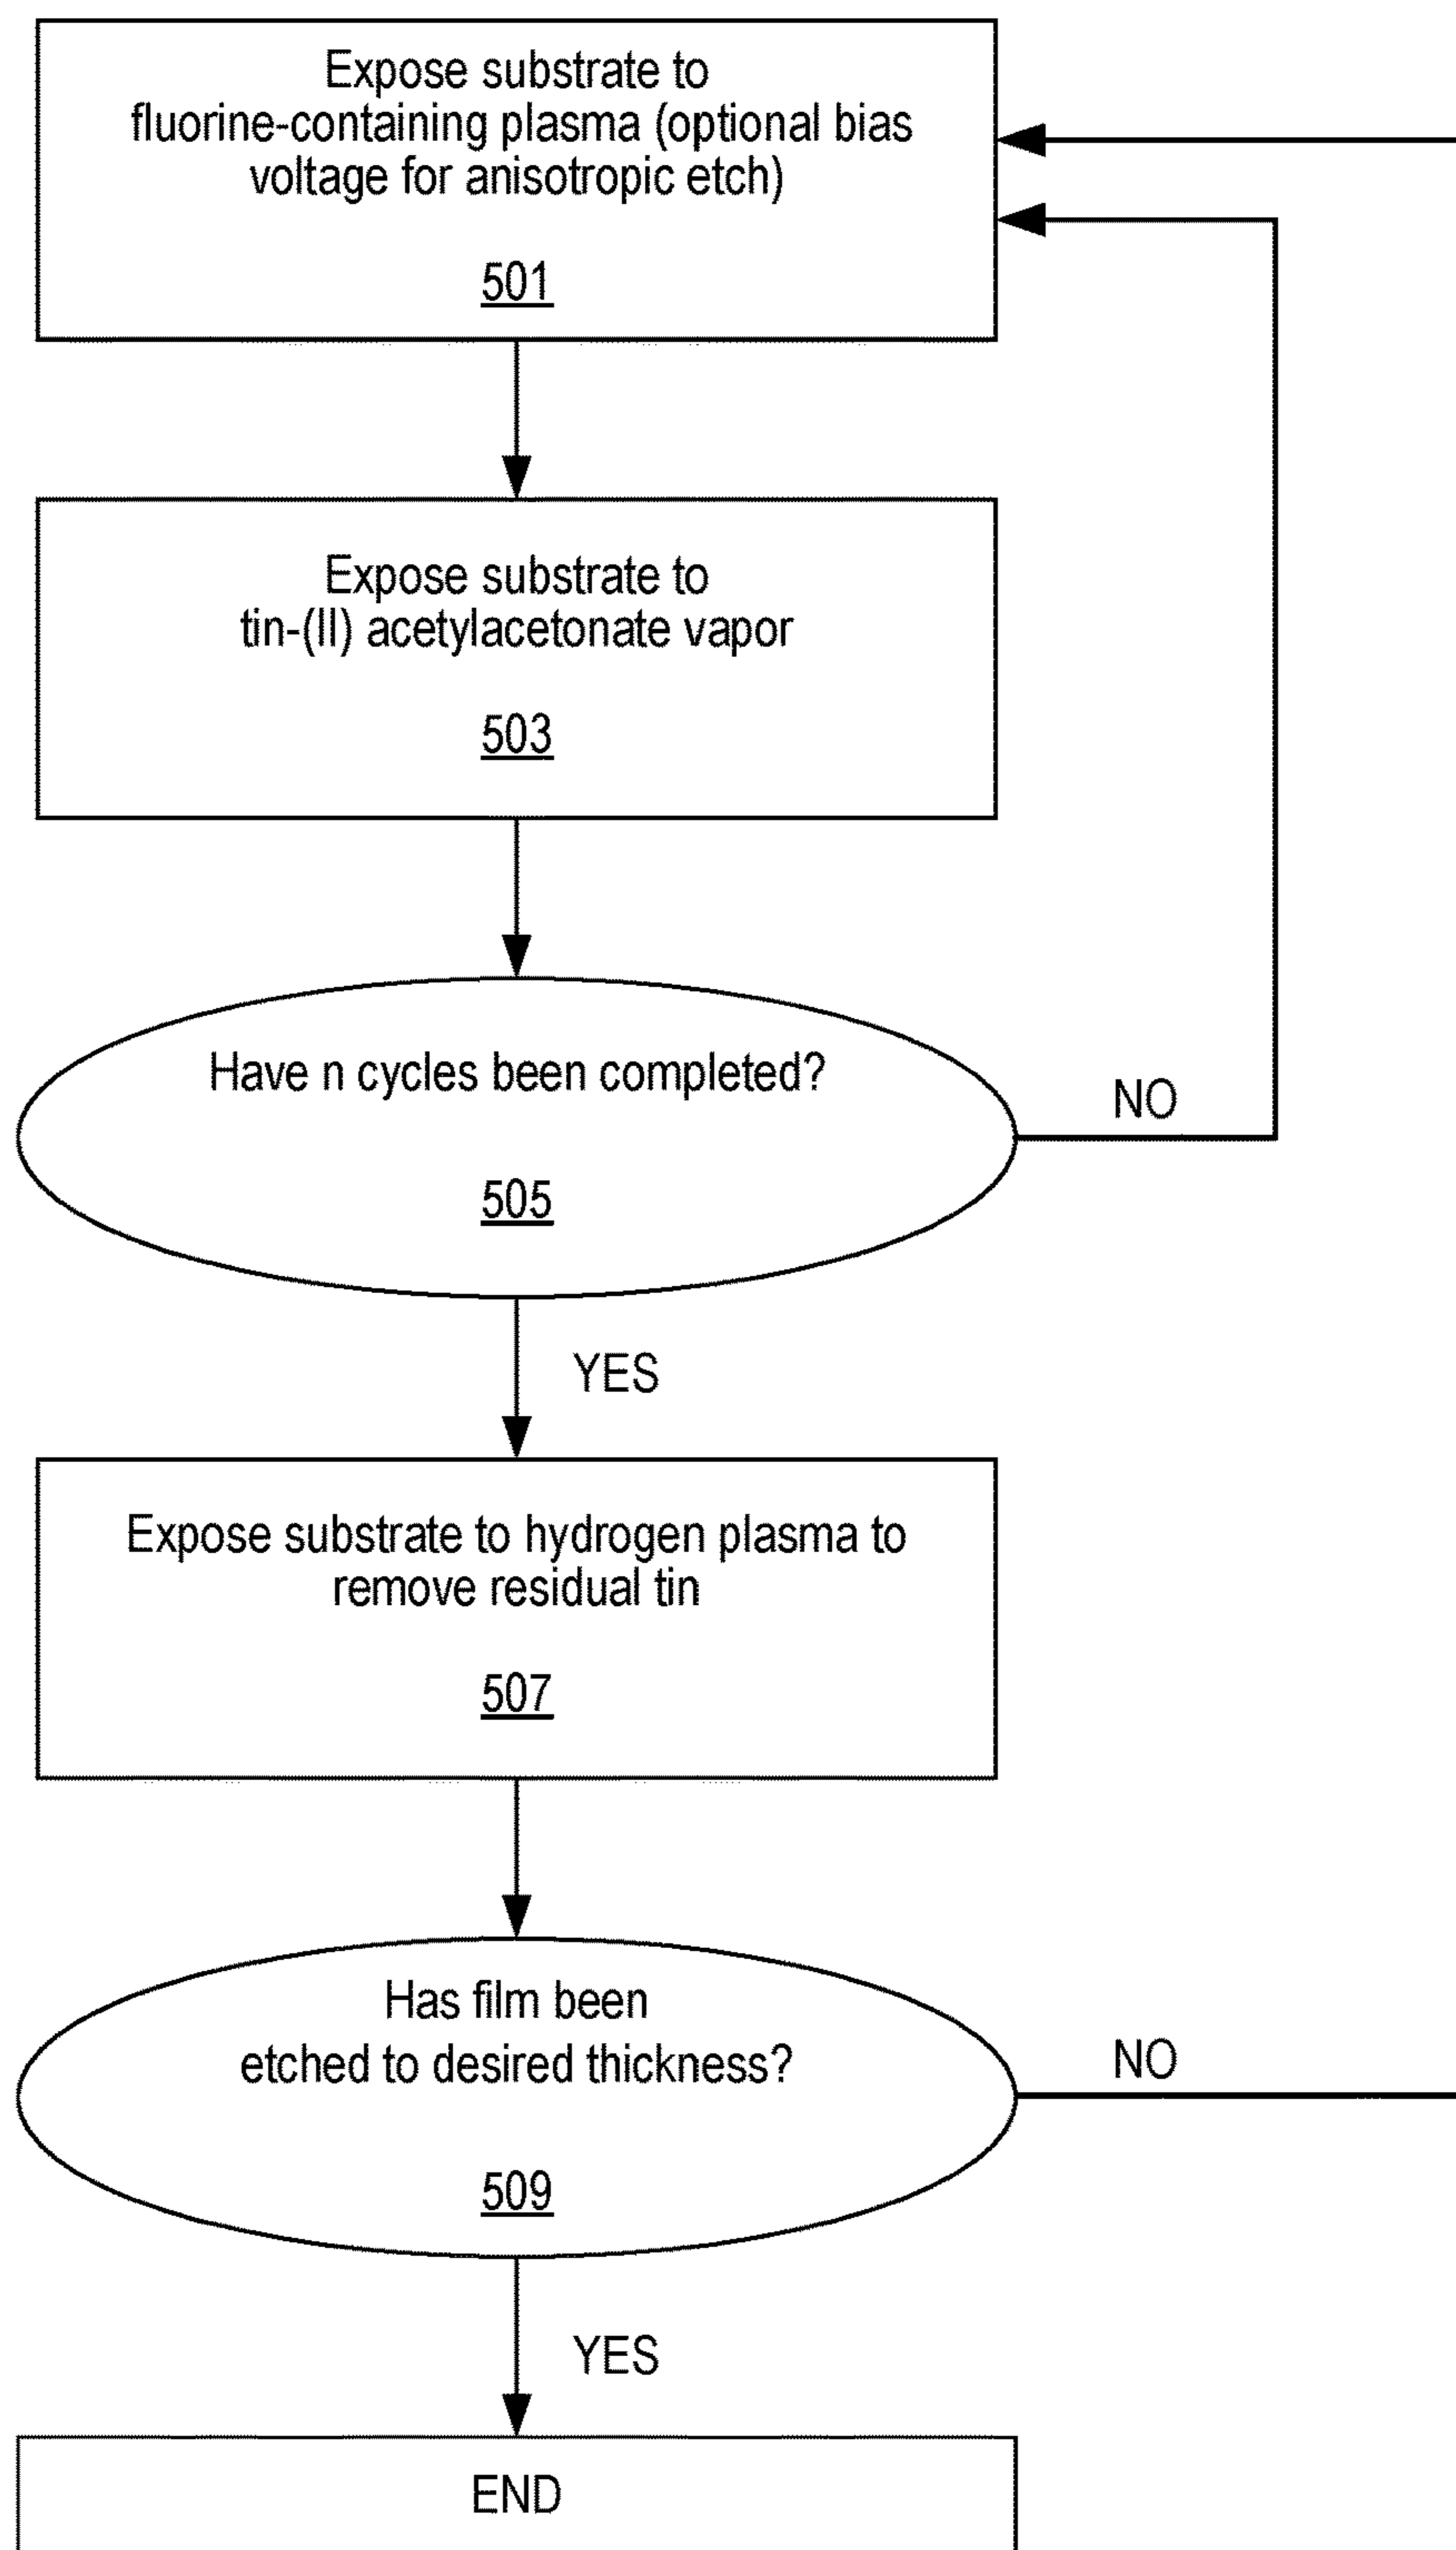 Expose substrate to
fluorine-containing plasma (optional bias
voltage for anisotropic etch)
501
Expose substrate to
tin-(II) acetylacetonate vapor
503
Have n cycles been completed?
505
NO
YES
Expose substrate to hydrogen plasma to
remove residual tin
507
Has film been
etched to desired thickness?
509
NO
YES
END